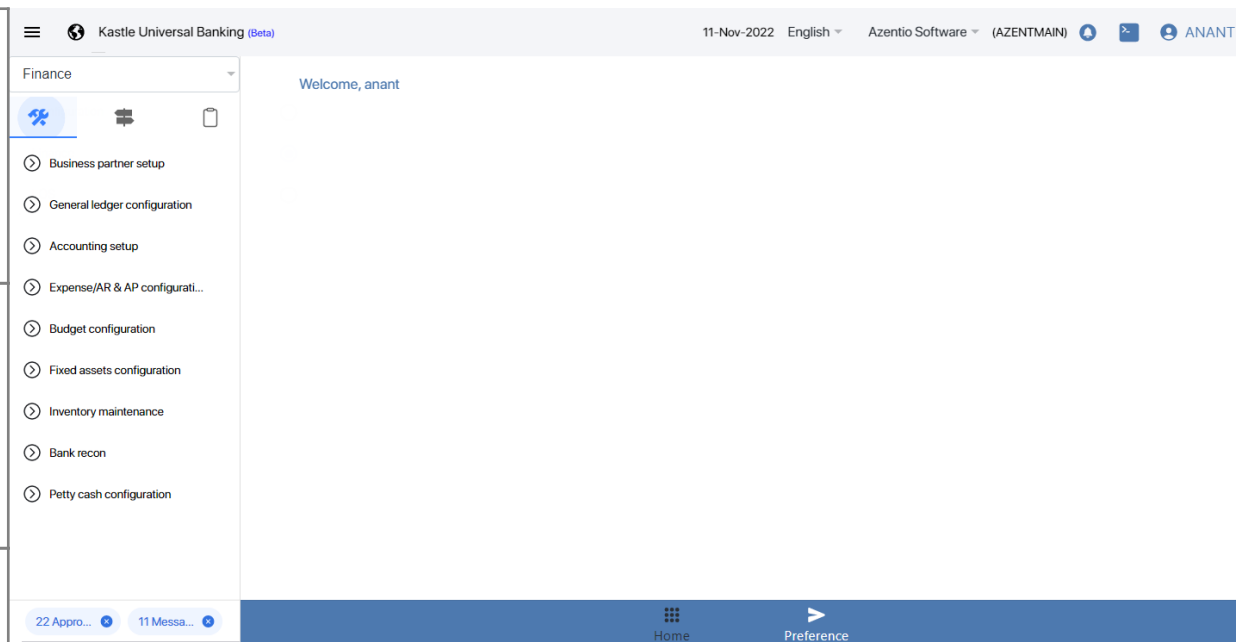 Kastle Universal Banking (Beta)
11-Nov-2022 English Azentio Software (AZENTMAIN) ANANT
Finance
Welcome, anant
Business partner setup
General ledger configuration
Accounting setup
Expense/AR & AP configurati...
Budget configuration
Fixed assets configuration
Inventory maintenance
Bank recon
Petty cash configuration
22 Appro... 11 Messa...
Home Preference